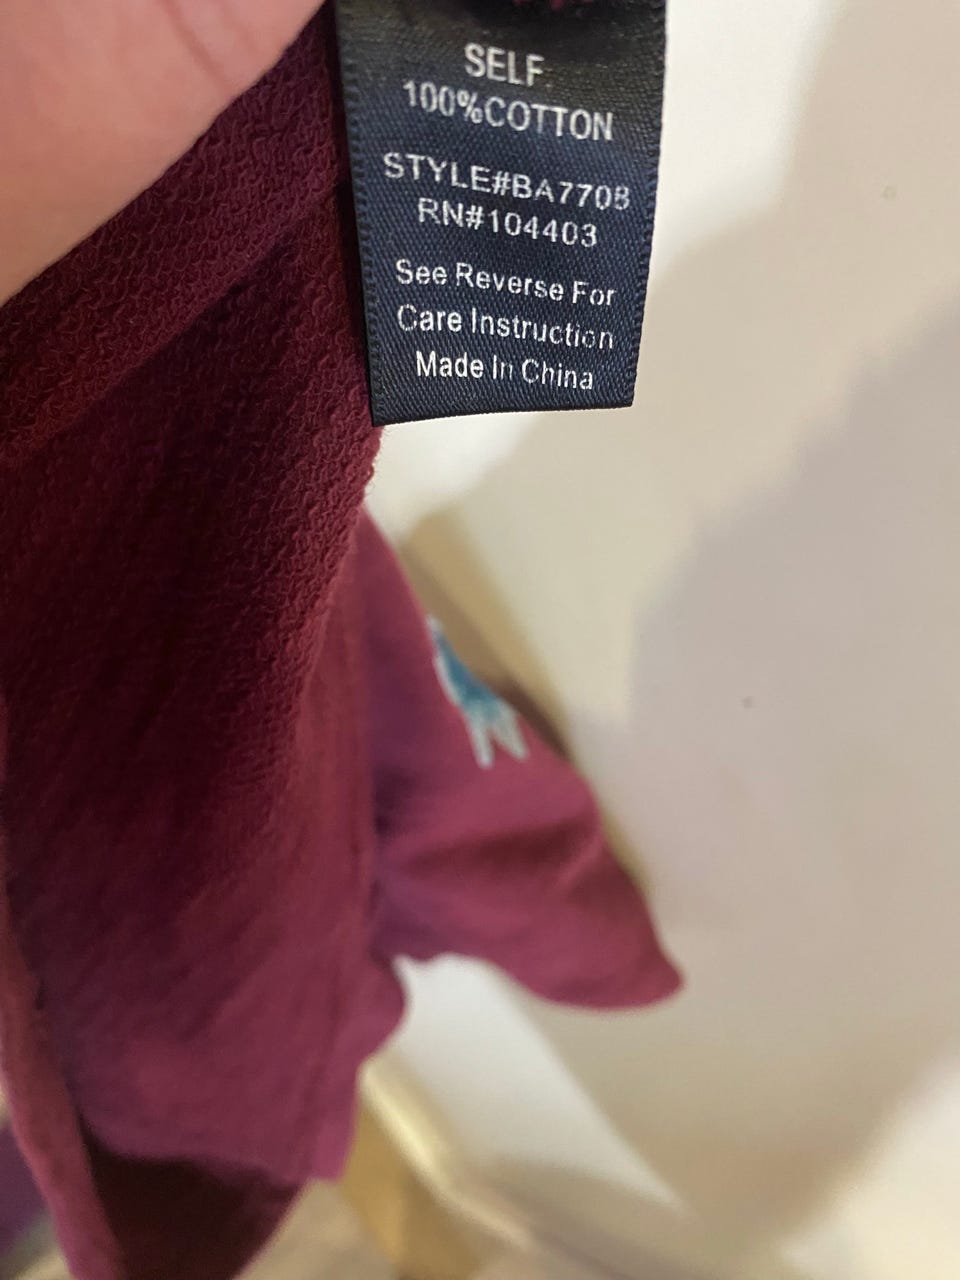 SELF:
100%COTTON
STYLE#BA7708
RN#104403
See Reverse For
Care Instruction
Made In China